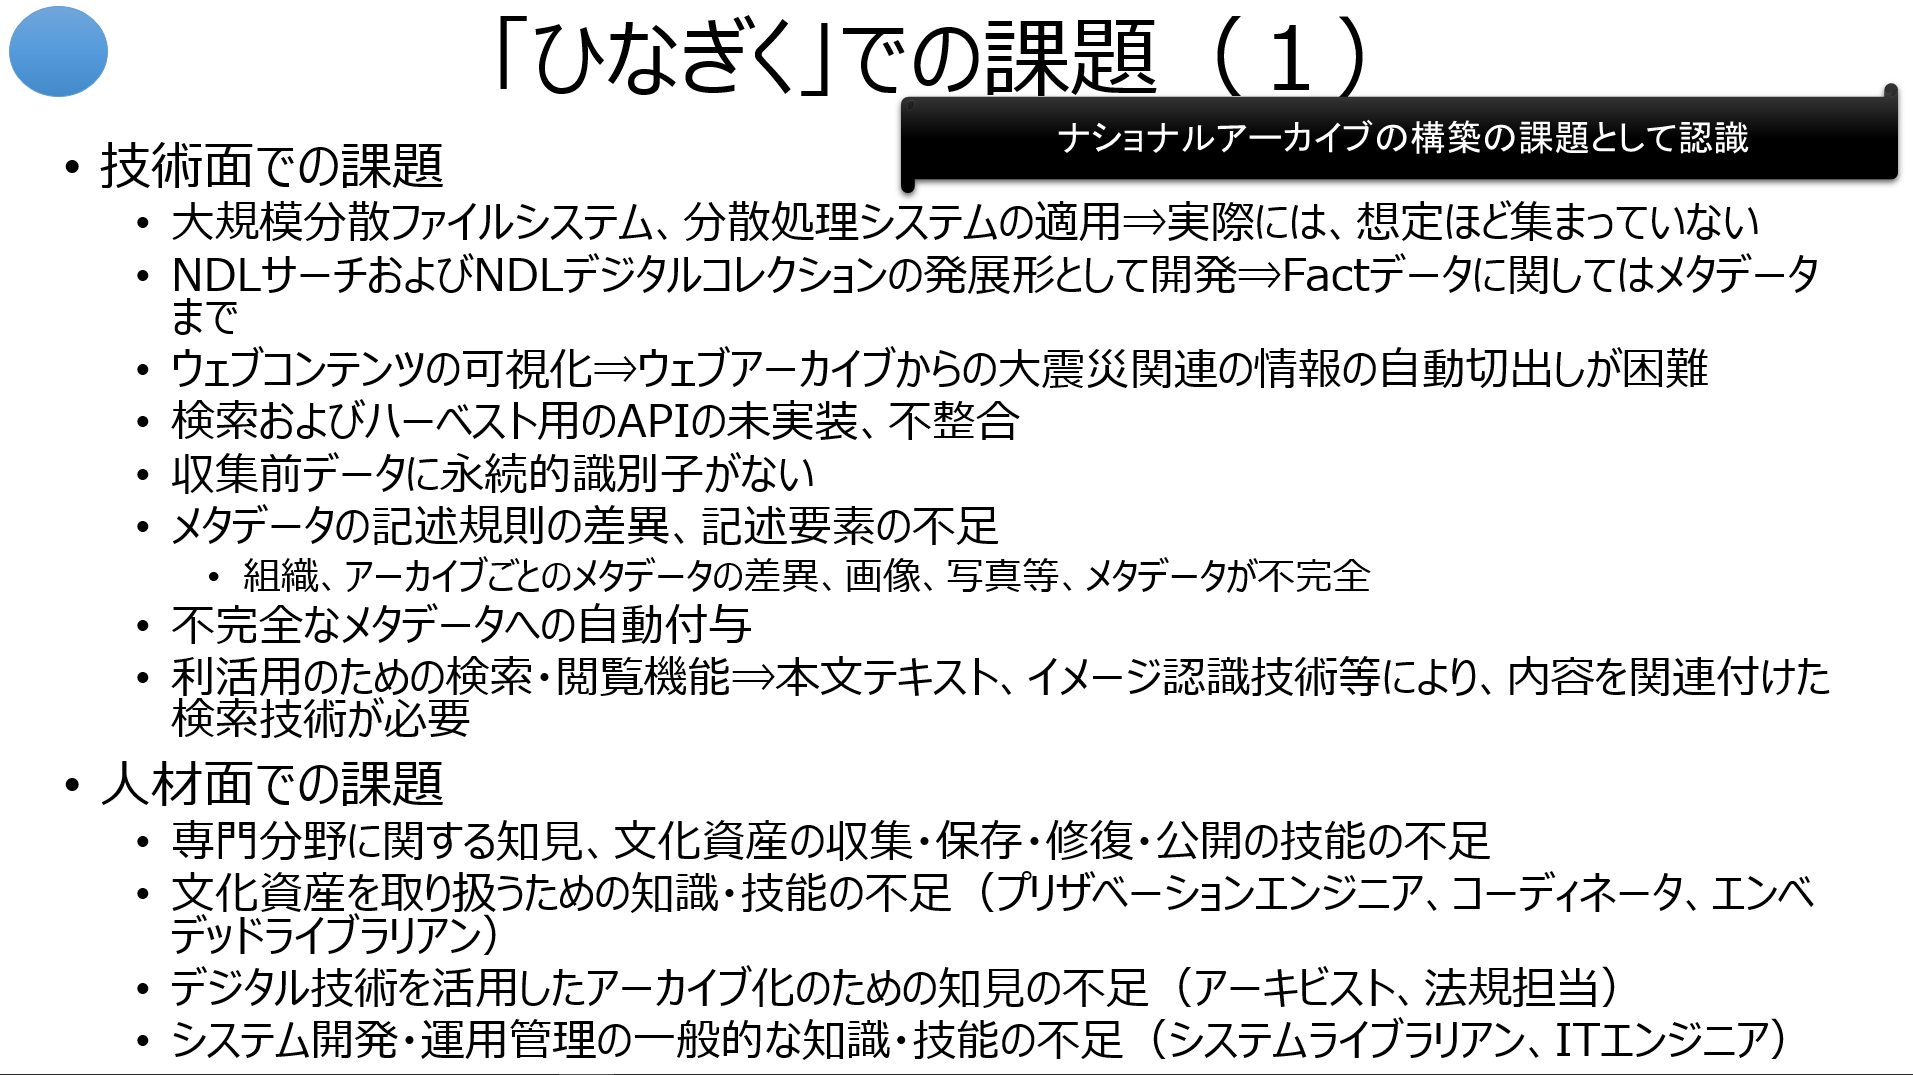 「ひなぎく」での課題（１）
ナショナルアーカイブの構築の課題として認識
• 技術面での課題
• 大規模分散ファイルシステム、分散処理システムの適用⇒実際には、想定ほど集まっていない
• NDLサーチおよびNDLデジタルコレクションの発展形として開発⇒Factデータに関してはメタデータ
まで
• ウェブコンテンツの可視化⇒ウェブアーカイブからの大震災関連の情報の自動切出しが困難
• 検索およびハーベスト用のAPIの未実装、不整合
• 収集前データに永続的識別子がない
• メタデータの記述規則の差異、記述要素の不足
• 組織、アーカイブごとのメタデータの差異、画像、写真等、メタデータが不完全
• 不完全なメタデータへの自動付与
• 利活用のための検索・閲覧機能⇒本文テキスト、イメージ認識技術等により、内容を関連付けた
検索技術が必要
• 人材面での課題
• 専門分野に関する知見、文化資産の収集・保存・修復・公開の技能の不足
• 文化資産を取り扱うための知識・技能の不足（プリザベーションエンジニア、コーディネータ、エンベ
デッドライブラリアン）
• デジタル技術を活用したアーカイブ化のための知見の不足（アーキビスト、法規担当）
• システム開発・運用管理の一般的な知識・技能の不足（システムライブラリアン、ITエンジニア）